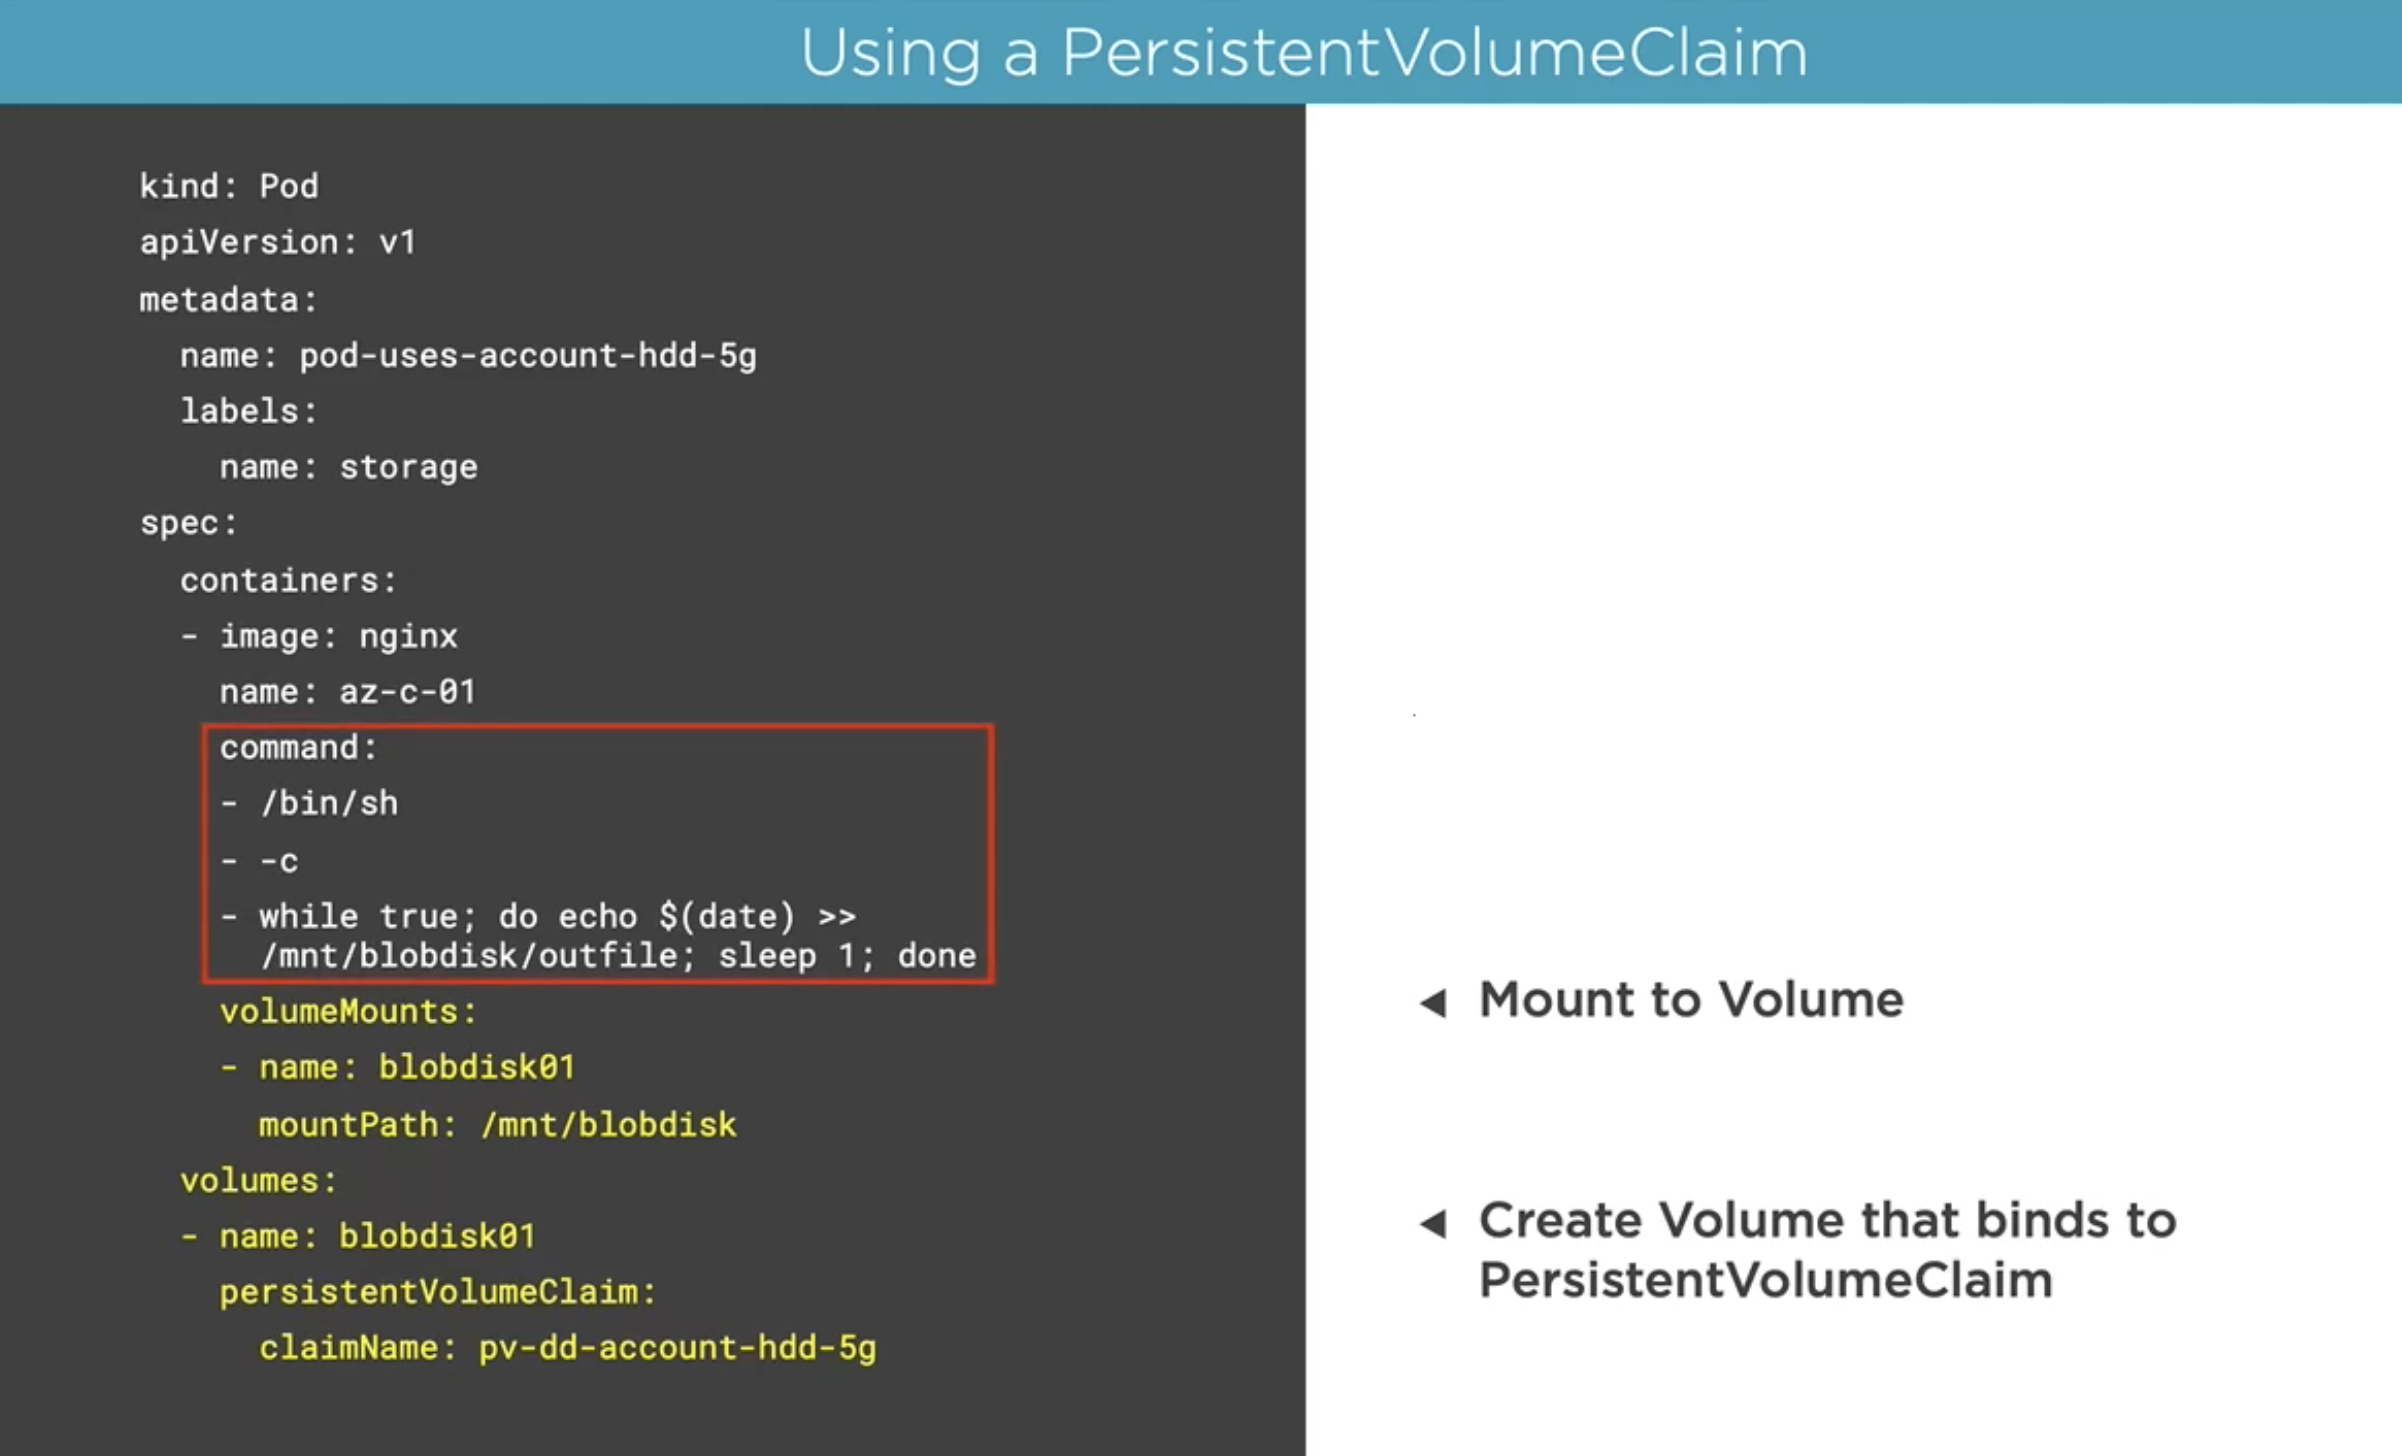 Using a PersistentVolumeClaim
kind: Pod
apiVersion: v1
metadata:
  name: pod-uses-account-hdd-5g
  labels:
    name: storage
spec:
  containers:
  - image: nginx
    name: az-c-01
    command:
    - /bin/sh
    - -c
    - while true; do echo $(date) >>
      /mnt/blobdisk/outfile; sleep 1; done
    volumeMounts:
    - name: blobdisk01
      mountPath: /mnt/blobdisk
  volumes:
  - name: blobdisk01
    persistentVolumeClaim:
      claimName: pv-dd-account-hdd-5g
Mount to Volume
Create Volume that binds to
PersistentVolumeClaim